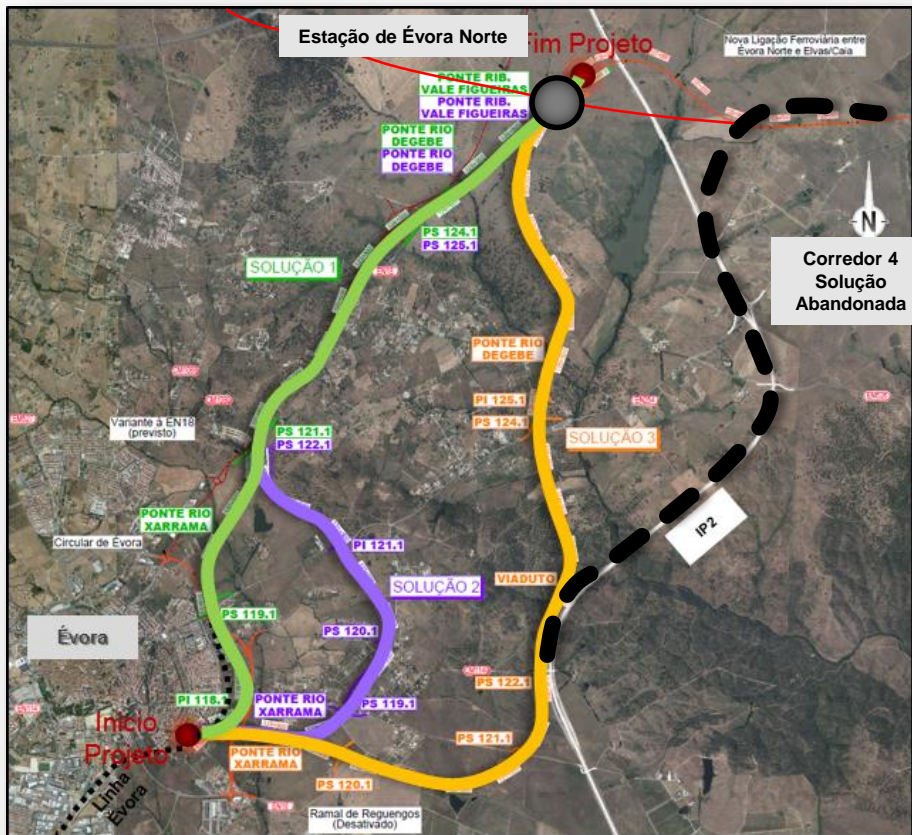 Estação de Évora Norte
Fim Projeto
Nova Ligação Ferroviária entre
Évora Norte e Elvas/Caia
PONTE RIB.
VALE FIGUEIRAS
PONTE RIB.
VALE FIGUEIRAS
PONTE RIO
DEGEBE
PONTE RIO
DEGEBE
N
PS 124.1
PS 125.1
SOLUÇÃO 1
EN18
Corredor 4
Solução
Abandonada
PONTE RIO
DEGEBE
PI 125.1
PS 124.1
EN254
SOLUÇÃO 3
Variante à EN18
(previsto)
PS 121.1
PS 122.1
PONTE RIO
XARRAMA
Circular de Évora
IP2
PI 121.1
SOLUÇÃO 2
VIADUTO
PS 119.1
PS 120.1
Évora
PS 122.1
PI 118.1
PONTE RIO
XARRAMA
PS 119.1
Início
Projeto
PS 121.1
PONTE RIO
XARRAMA
PS 120.1
Linha
Évora
Ramal de Reguengos
(Desativado)